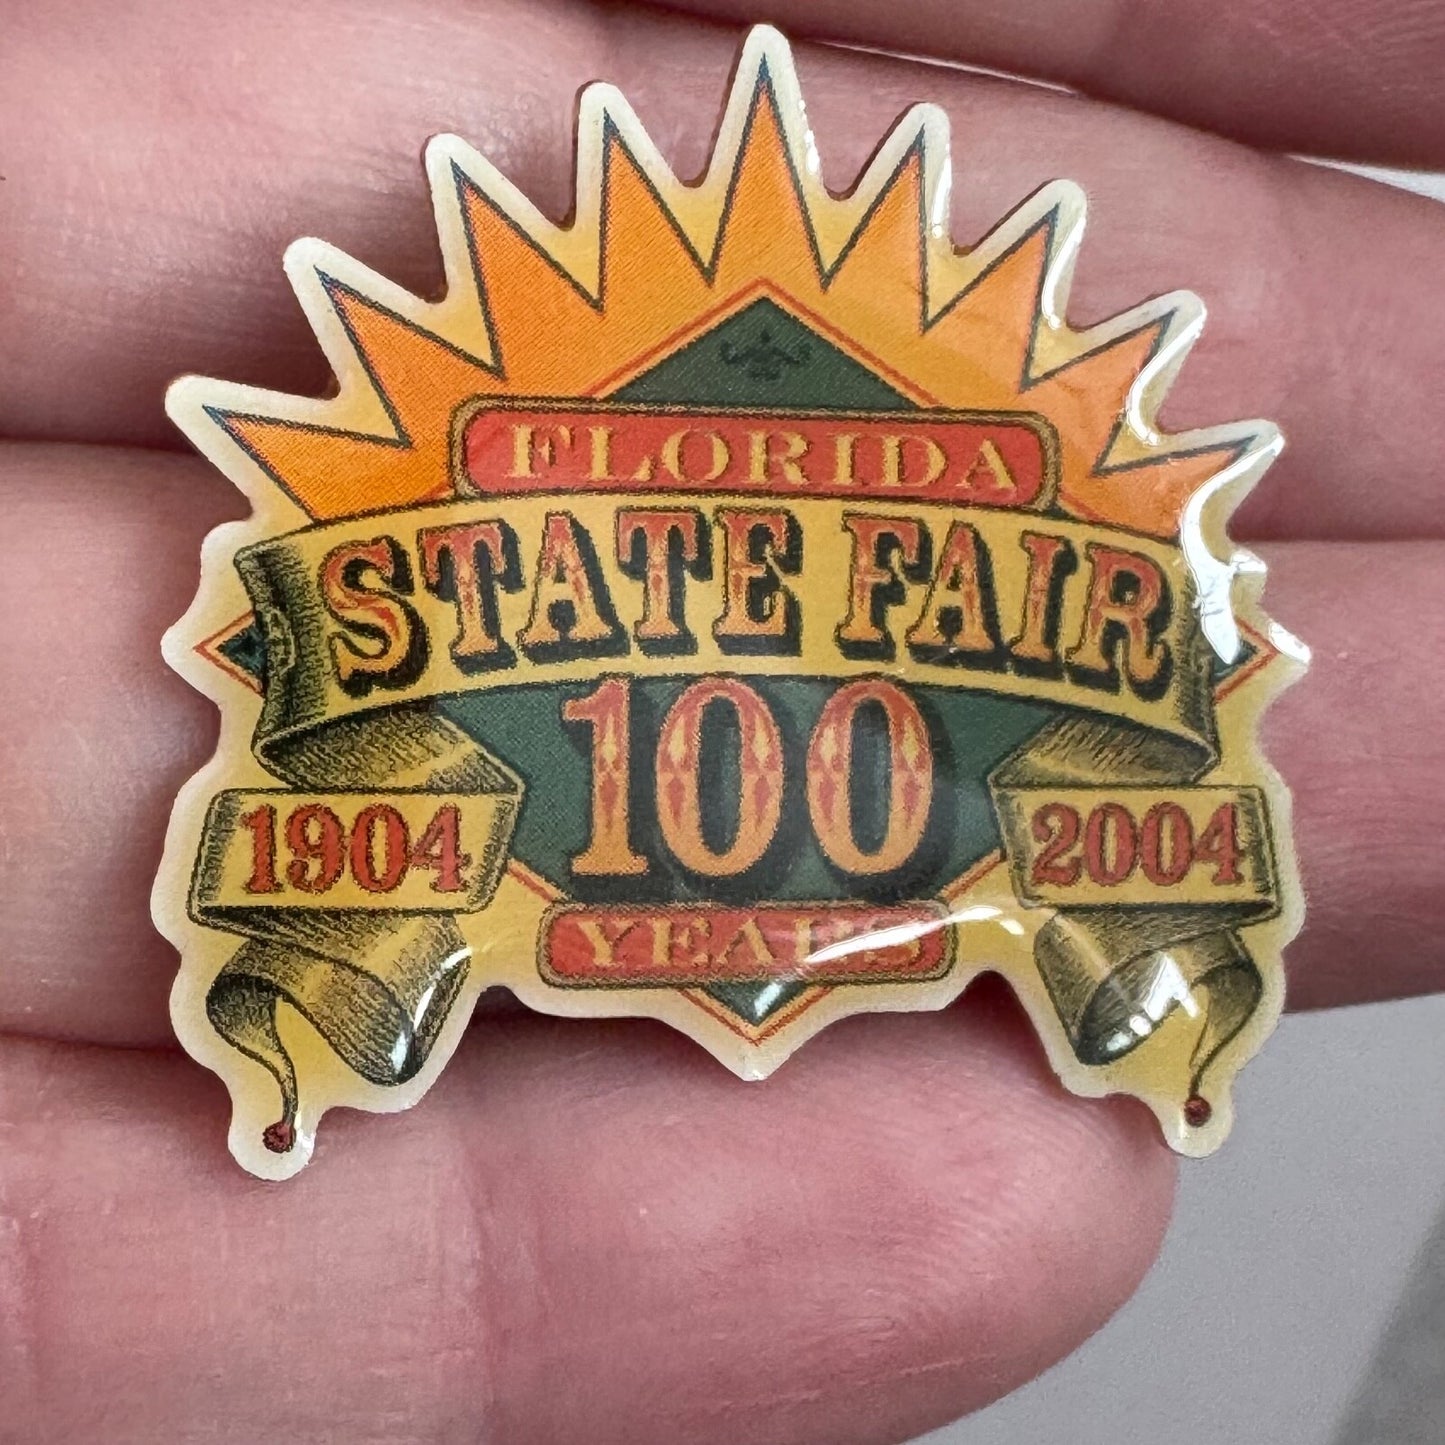 FLORIDA
STATE FAIR
100
1904 2004
YEARS